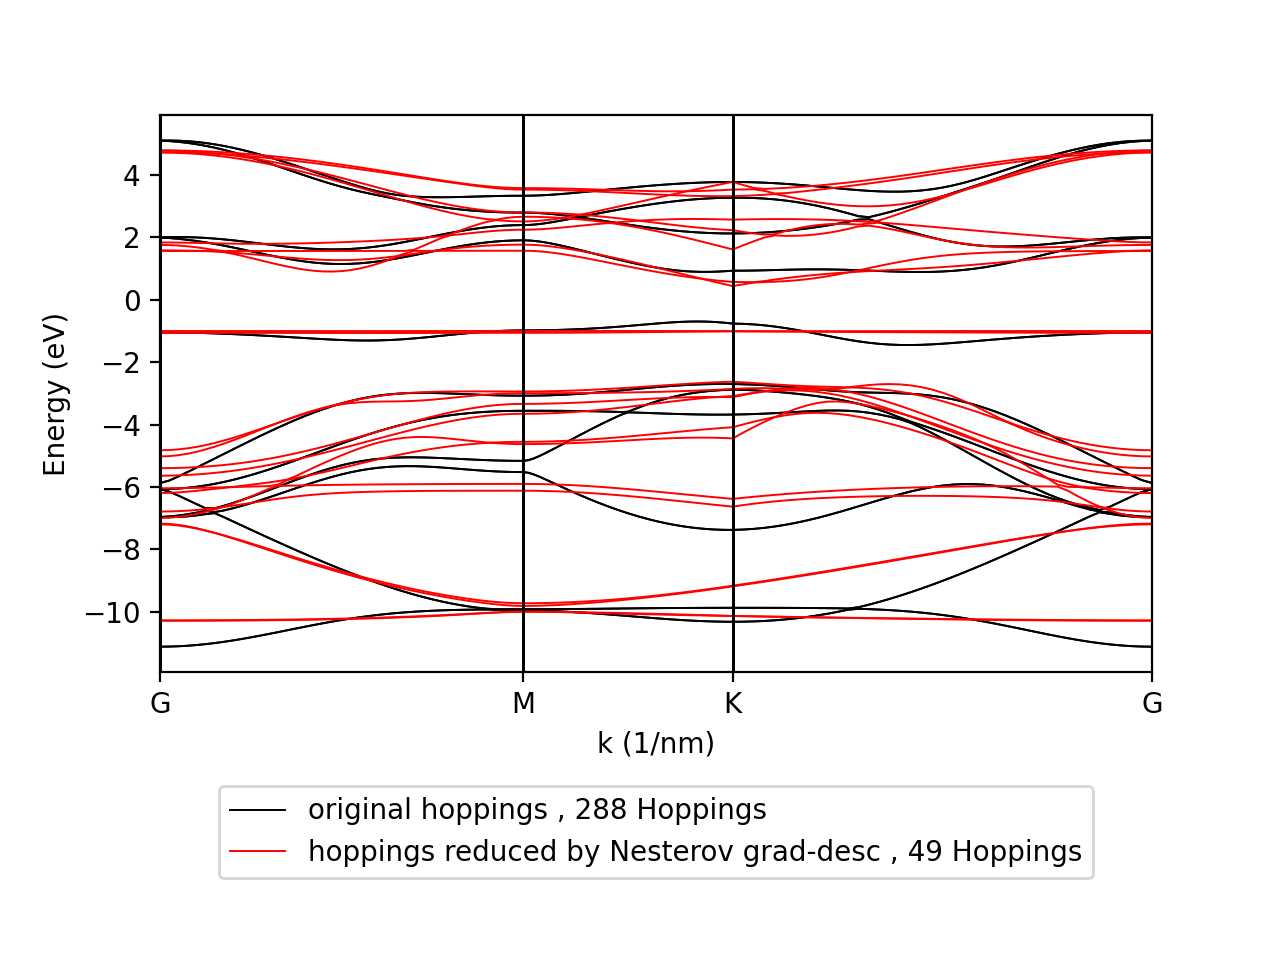 4
2
0
−2
−4
−6
−8
−10
Energy (eV)
G M K G
k (1/nm)
original hoppings , 288 Hoppings
hoppings reduced by Nesterov grad-desc , 49 Hoppings